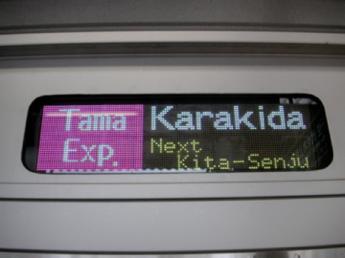 Tama Karakida
Exp. Next
Kita-Senju